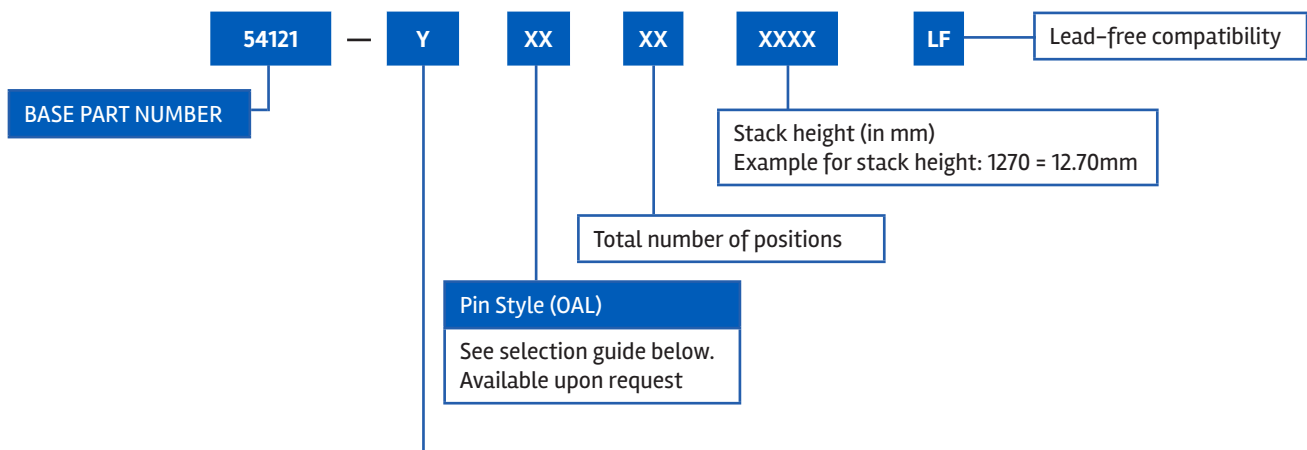 54121 — Y XX XX XXXX LF
Lead-free compatibility
BASE PART NUMBER
Stack height (in mm)
Example for stack height: 1270 = 12.70mm
Total number of positions
Pin Style (OAL)
See selection guide below.
Available upon request